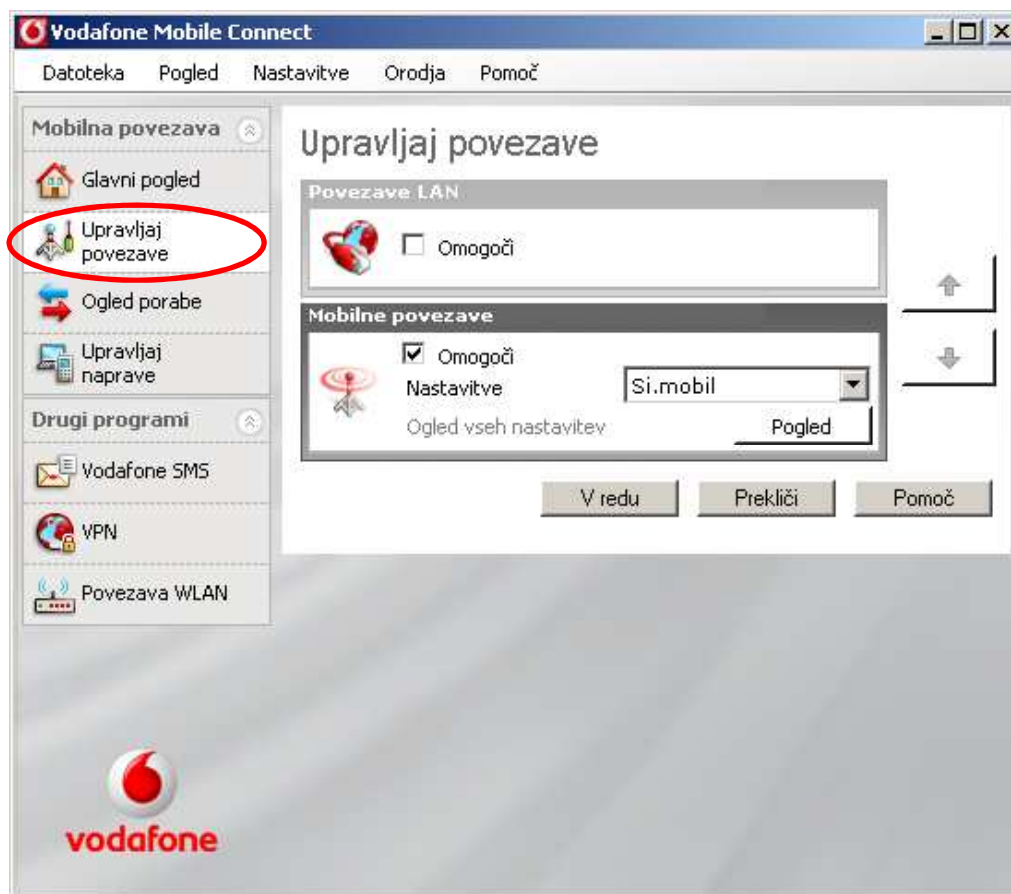 Vodafone Mobile Connect
Datoteka Pogled Nastavitve Orodja Pomoč
Mobilna povezava
Glavni pogled
Upravljaj
povezave
Ogled porabe
Upravljaj
naprave
Drugi programi
Vodafone SMS
VPN
Povezava WLAN
Upravljaj povezave
Povezave LAN
Omogoči
Mobilne povezave
Omogoči
Nastavitve Si.mobil
Ogled vseh nastavitev Pogled
V redu Prekliči Pomoč
vodafone